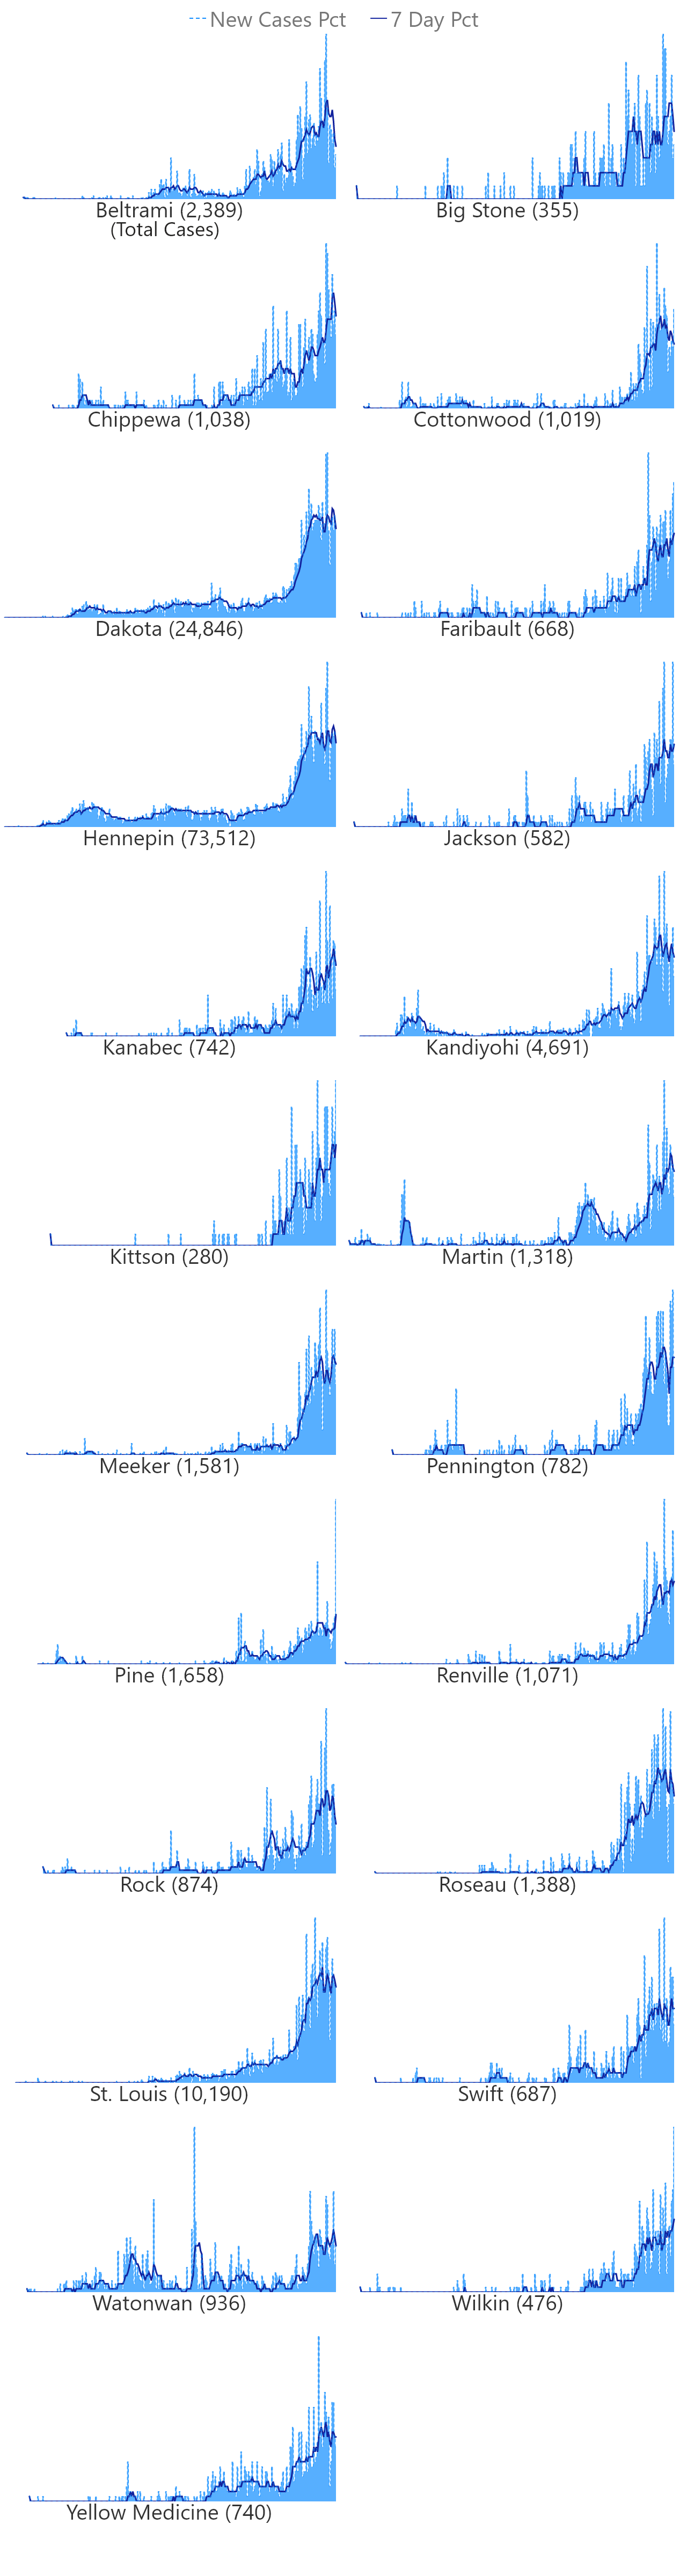 New Cases Pct 7 Day Pct
Beltrami (2,389) Big Stone (355)
(Total Cases)
Chippewa (1,038) Cottonwood (1,019)
Dakota (24,846) Faribault (668)
Hennepin (73,512) Jackson (582)
Kanabec (742) Kandiyohi (4,691)
Kittson (280) Martin (1,318)
Meeker (1,581) Pennington (782)
Pine (1,658) Renville (1,071)
Rock (874) Roseau (1,388)
St. Louis (10,190) Swift (687)
Watonwan (936) Wilkin (476)
Yellow Medicine (740)